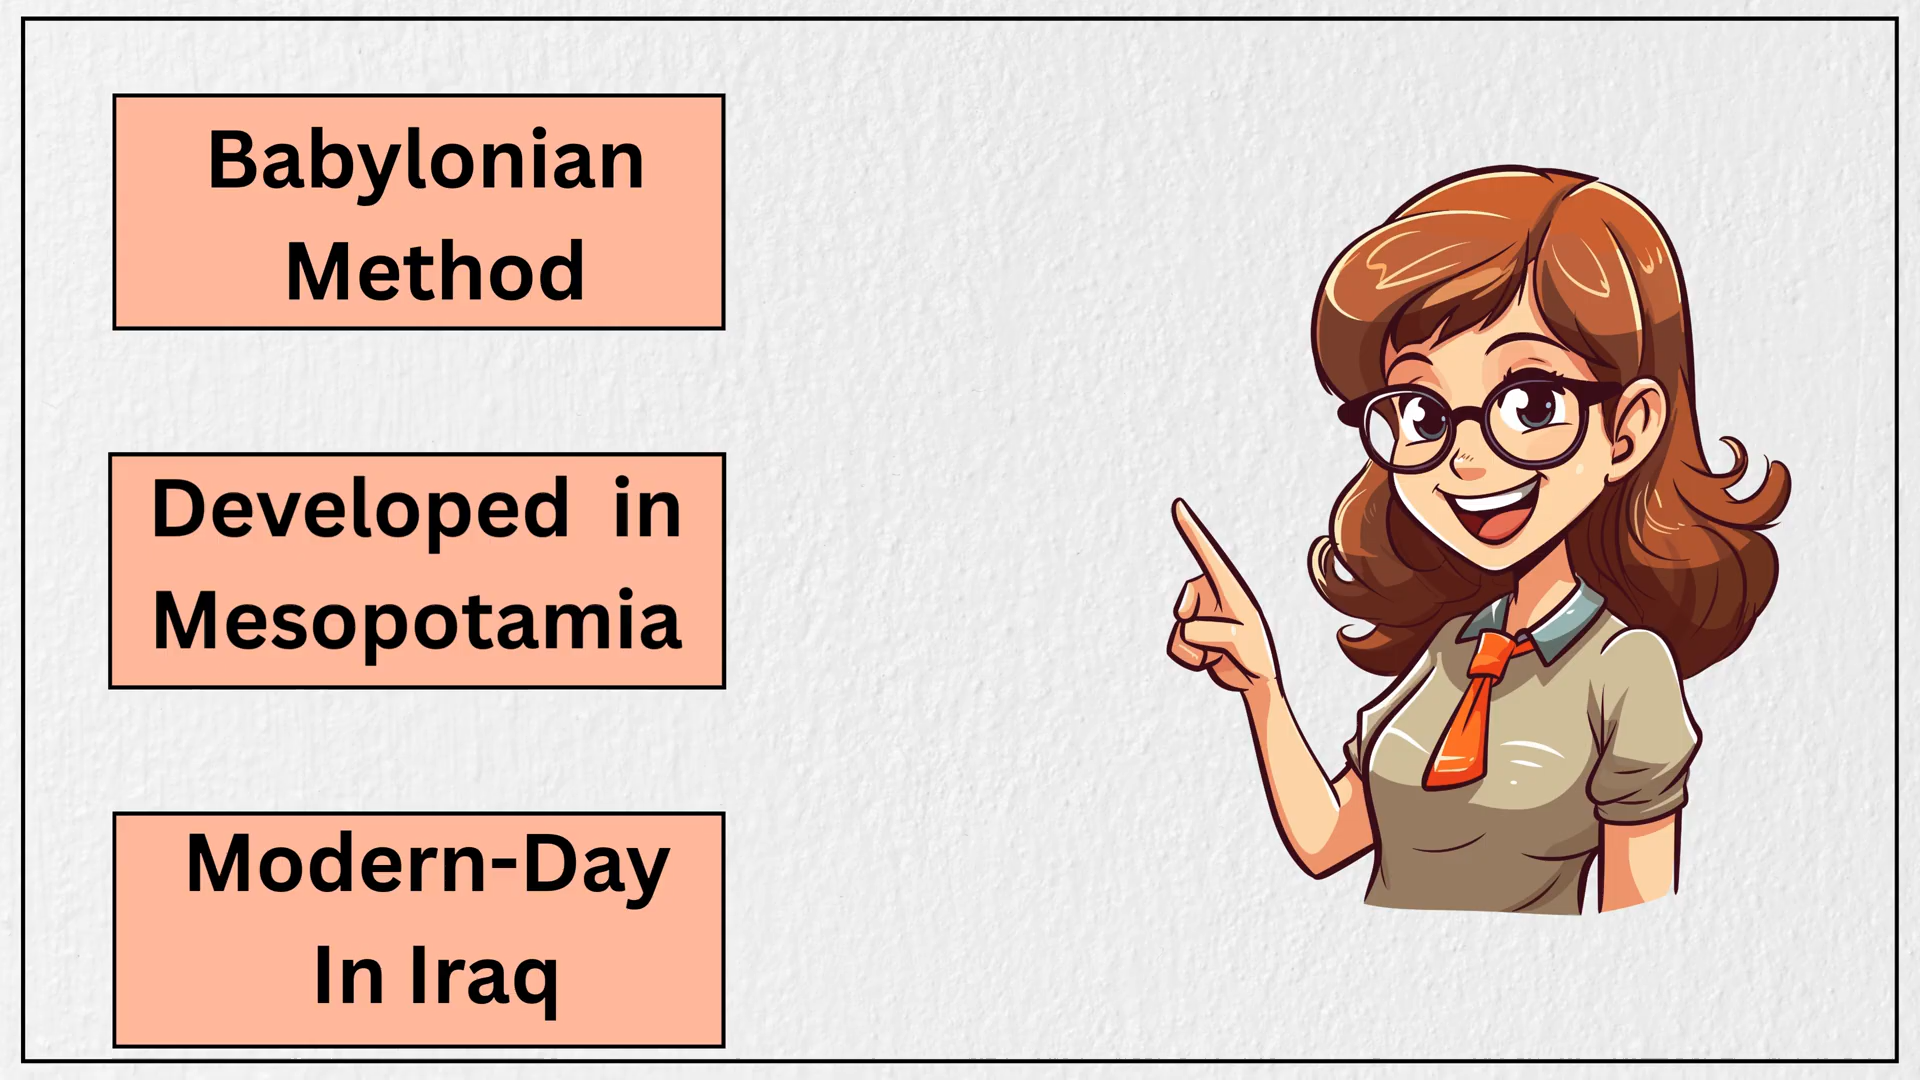 Babylonian
Method
Developed in
Mesopotamia
Modern-Day
In Iraq